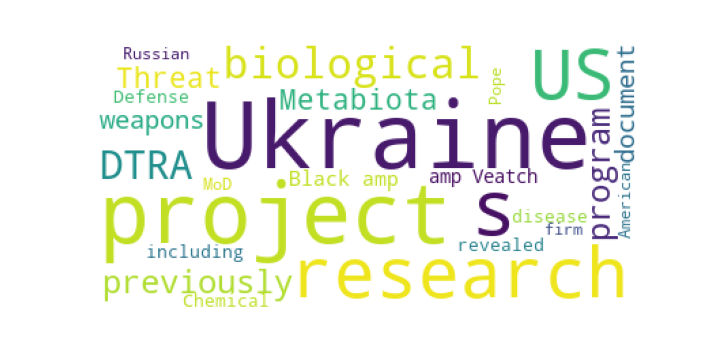 Russian
Threat
biological
US
document
Defense
Metabiota
Pope
weapons
Ukraine
program
DTRA
MoD
Black amp
amp Veatch
American
project
s
disease
firm
including
revealed
previously
research
Chemical